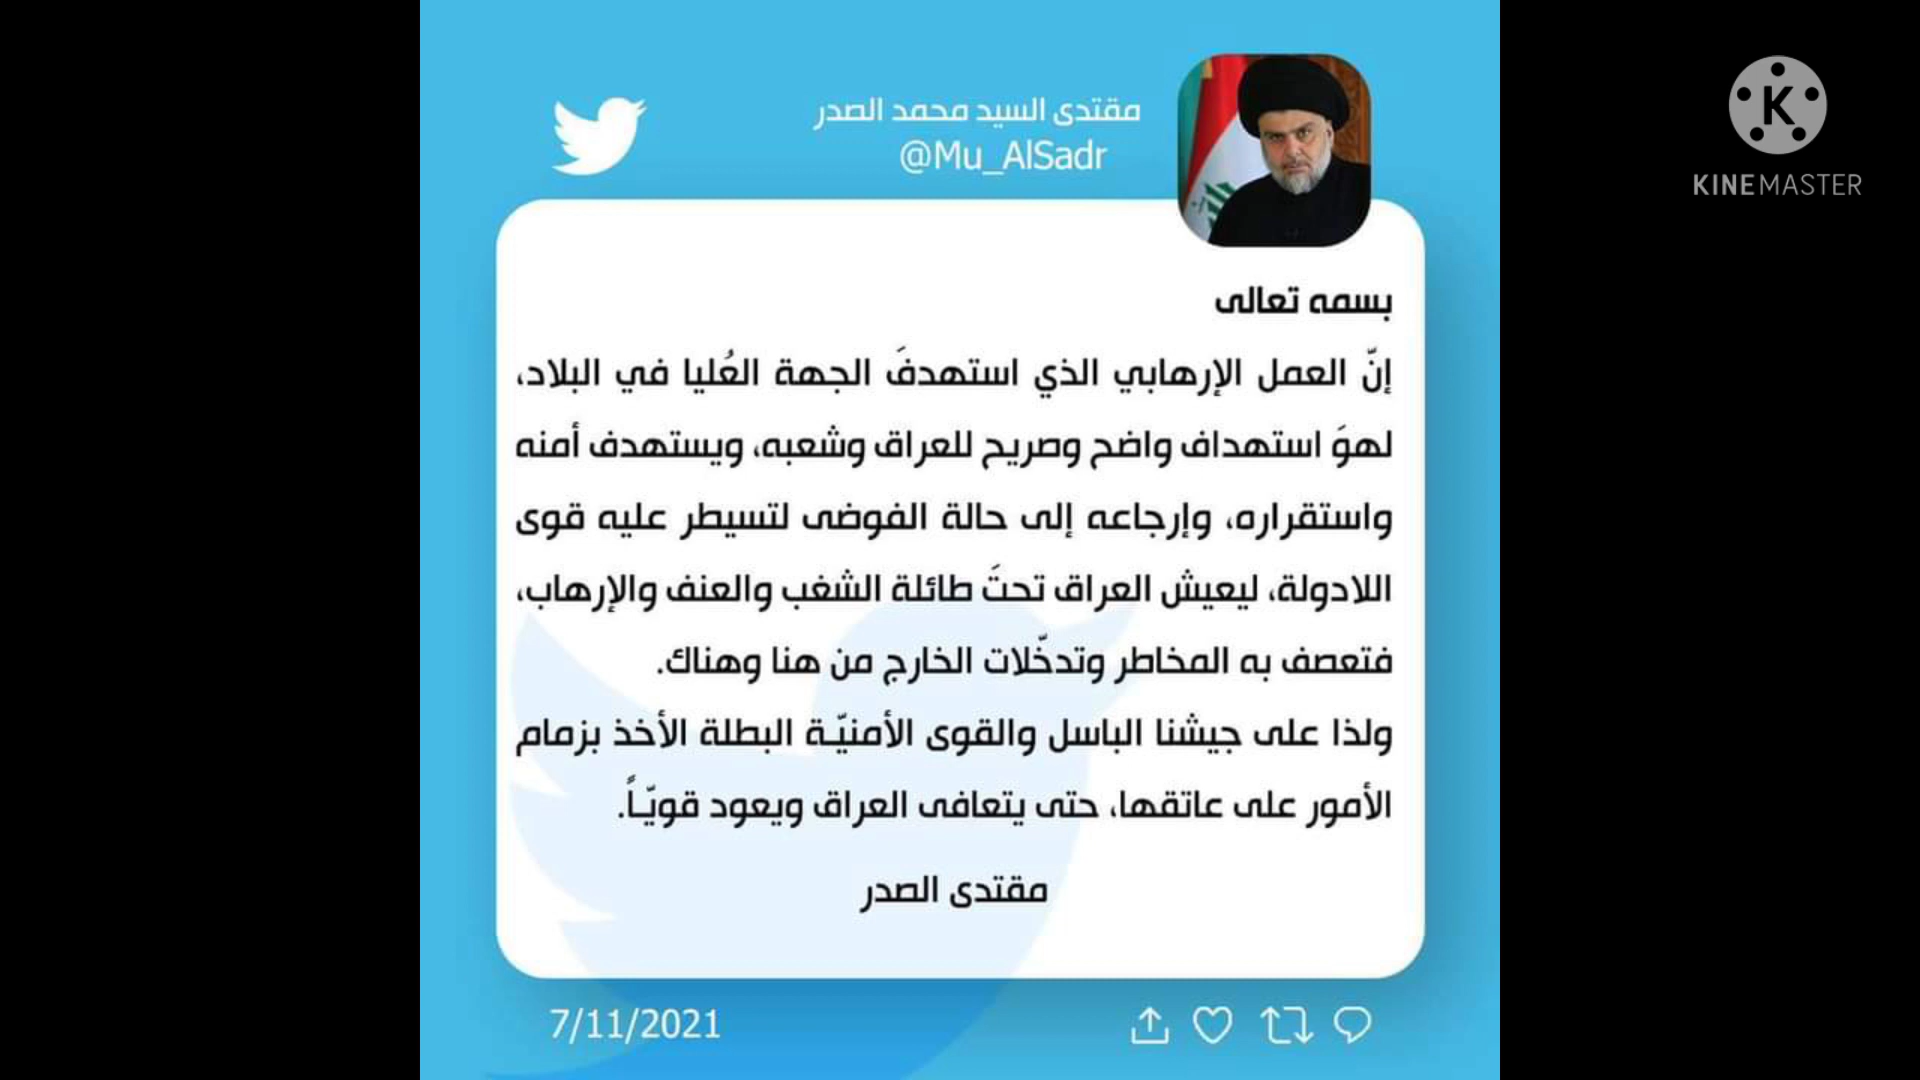 مقتدى السيد محمد الصدر
@Mu_AlSadr
K
KINEMASTER
بسمه تعالى
إنّ العمل الإرهابي الذي استهدفَ الجهة العُليا في البلاد،
لهوَ استهداف واضح وصريح للعراق وشعبه، ويستهدف أمنه
واستقراره، وإرجاعه إلى حالة الفوضى لتسيطر عليه قوى
اللادولة، ليعيش العراق تحتَ طائلة الشغب والعنف والإرهاب،
فتعصف به المخاطر وتدخّلات الخارج من هنا وهناك.
ولذا على جيشنا الباسل والقوى الأمنيّـة البطلة الأخذ بزمام
الأمور على عاتقها، حتى يتعافى العراق ويعود قويّـاً.
مقتدى الصدر
7/11/2021